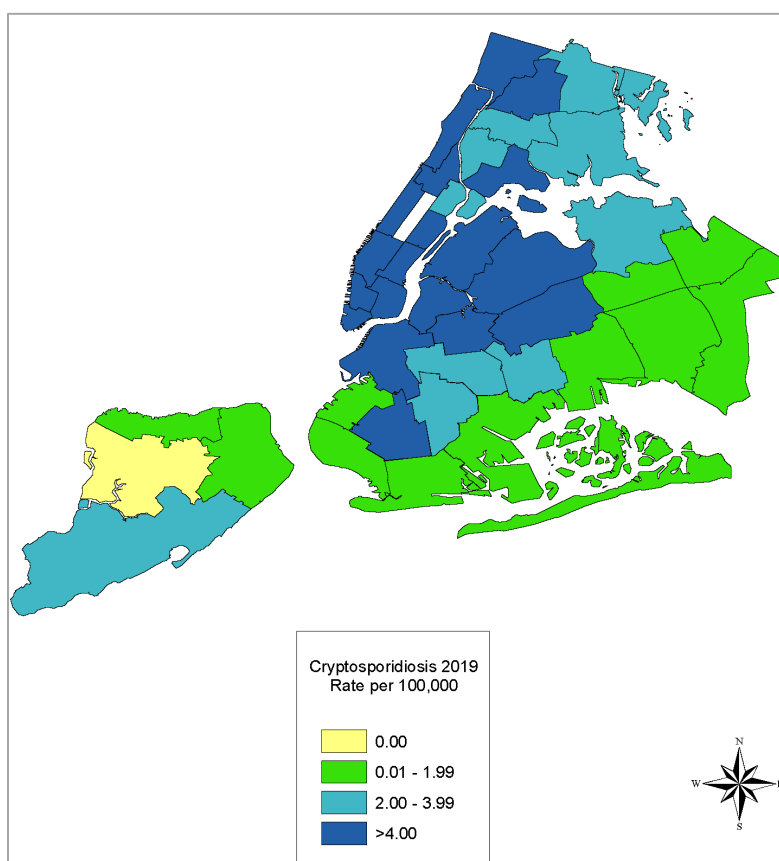 Cryptosporidiosis 2019
Rate per 100,000
0.00
0.01 - 1.99
2.00 - 3.99
>4.00
N
W
S